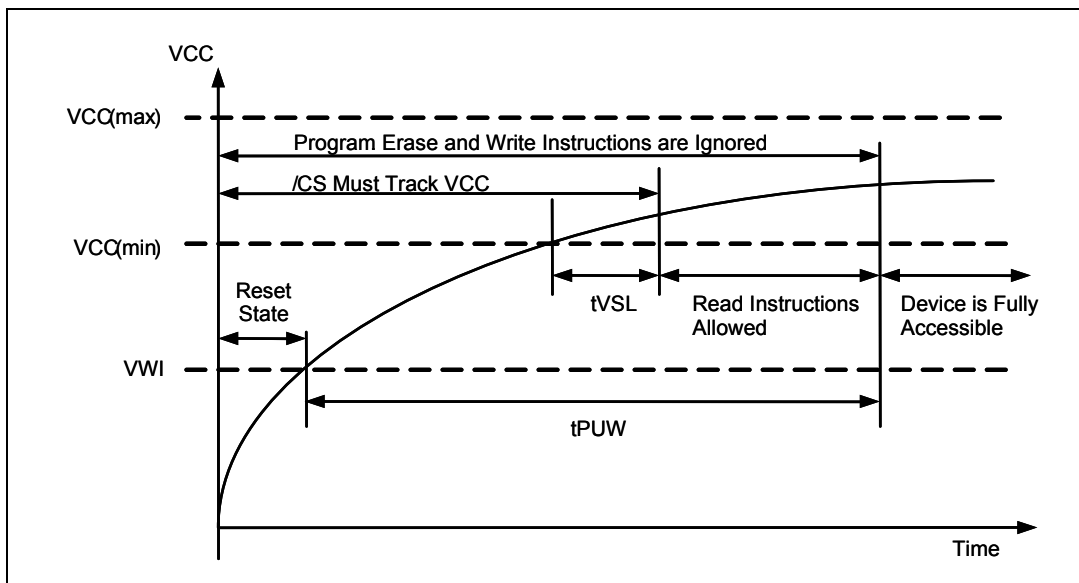 VCC
VCC(max)
Program Erase and Write Instructions are Ignored
/CS Must Track VCC
VCC(min)
Reset
State
tVSL
Read Instructions
Allowed
Device is Fully
Accessible
VWI
tPUW
Time